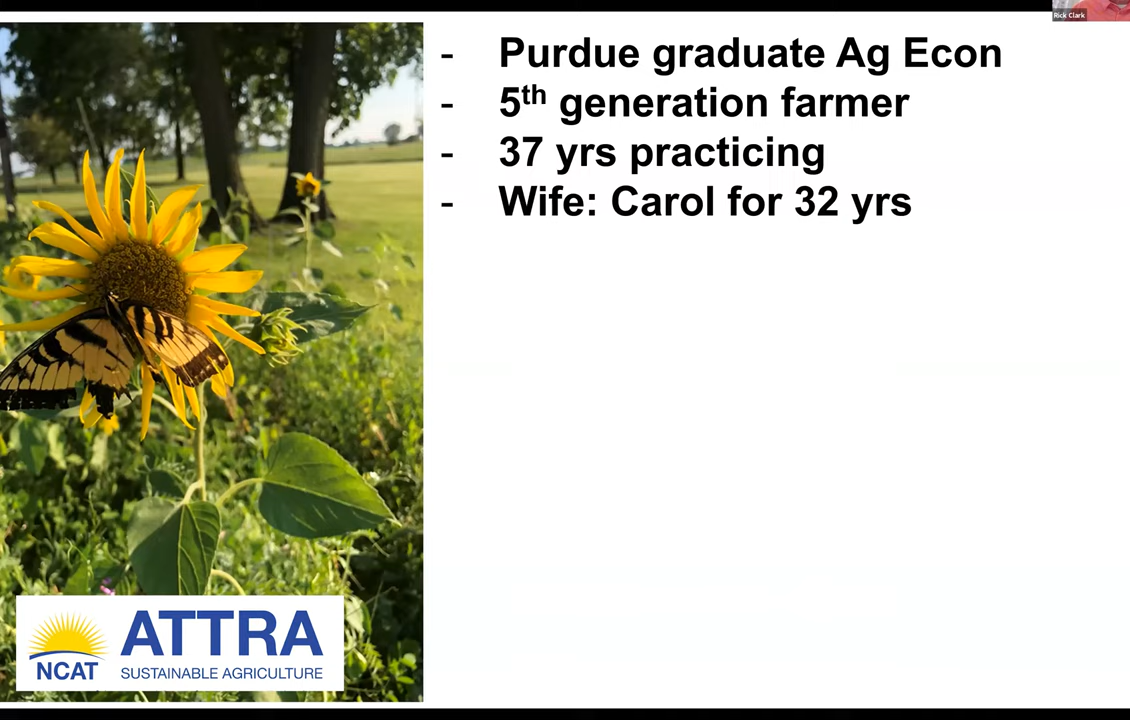 Rick Clark
- Purdue graduate Ag Econ
- 5th generation farmer
- 37 yrs practicing
- Wife: Carol for 32 yrs
NCAT
ATTRA
SUSTAINABLE AGRICULTURE